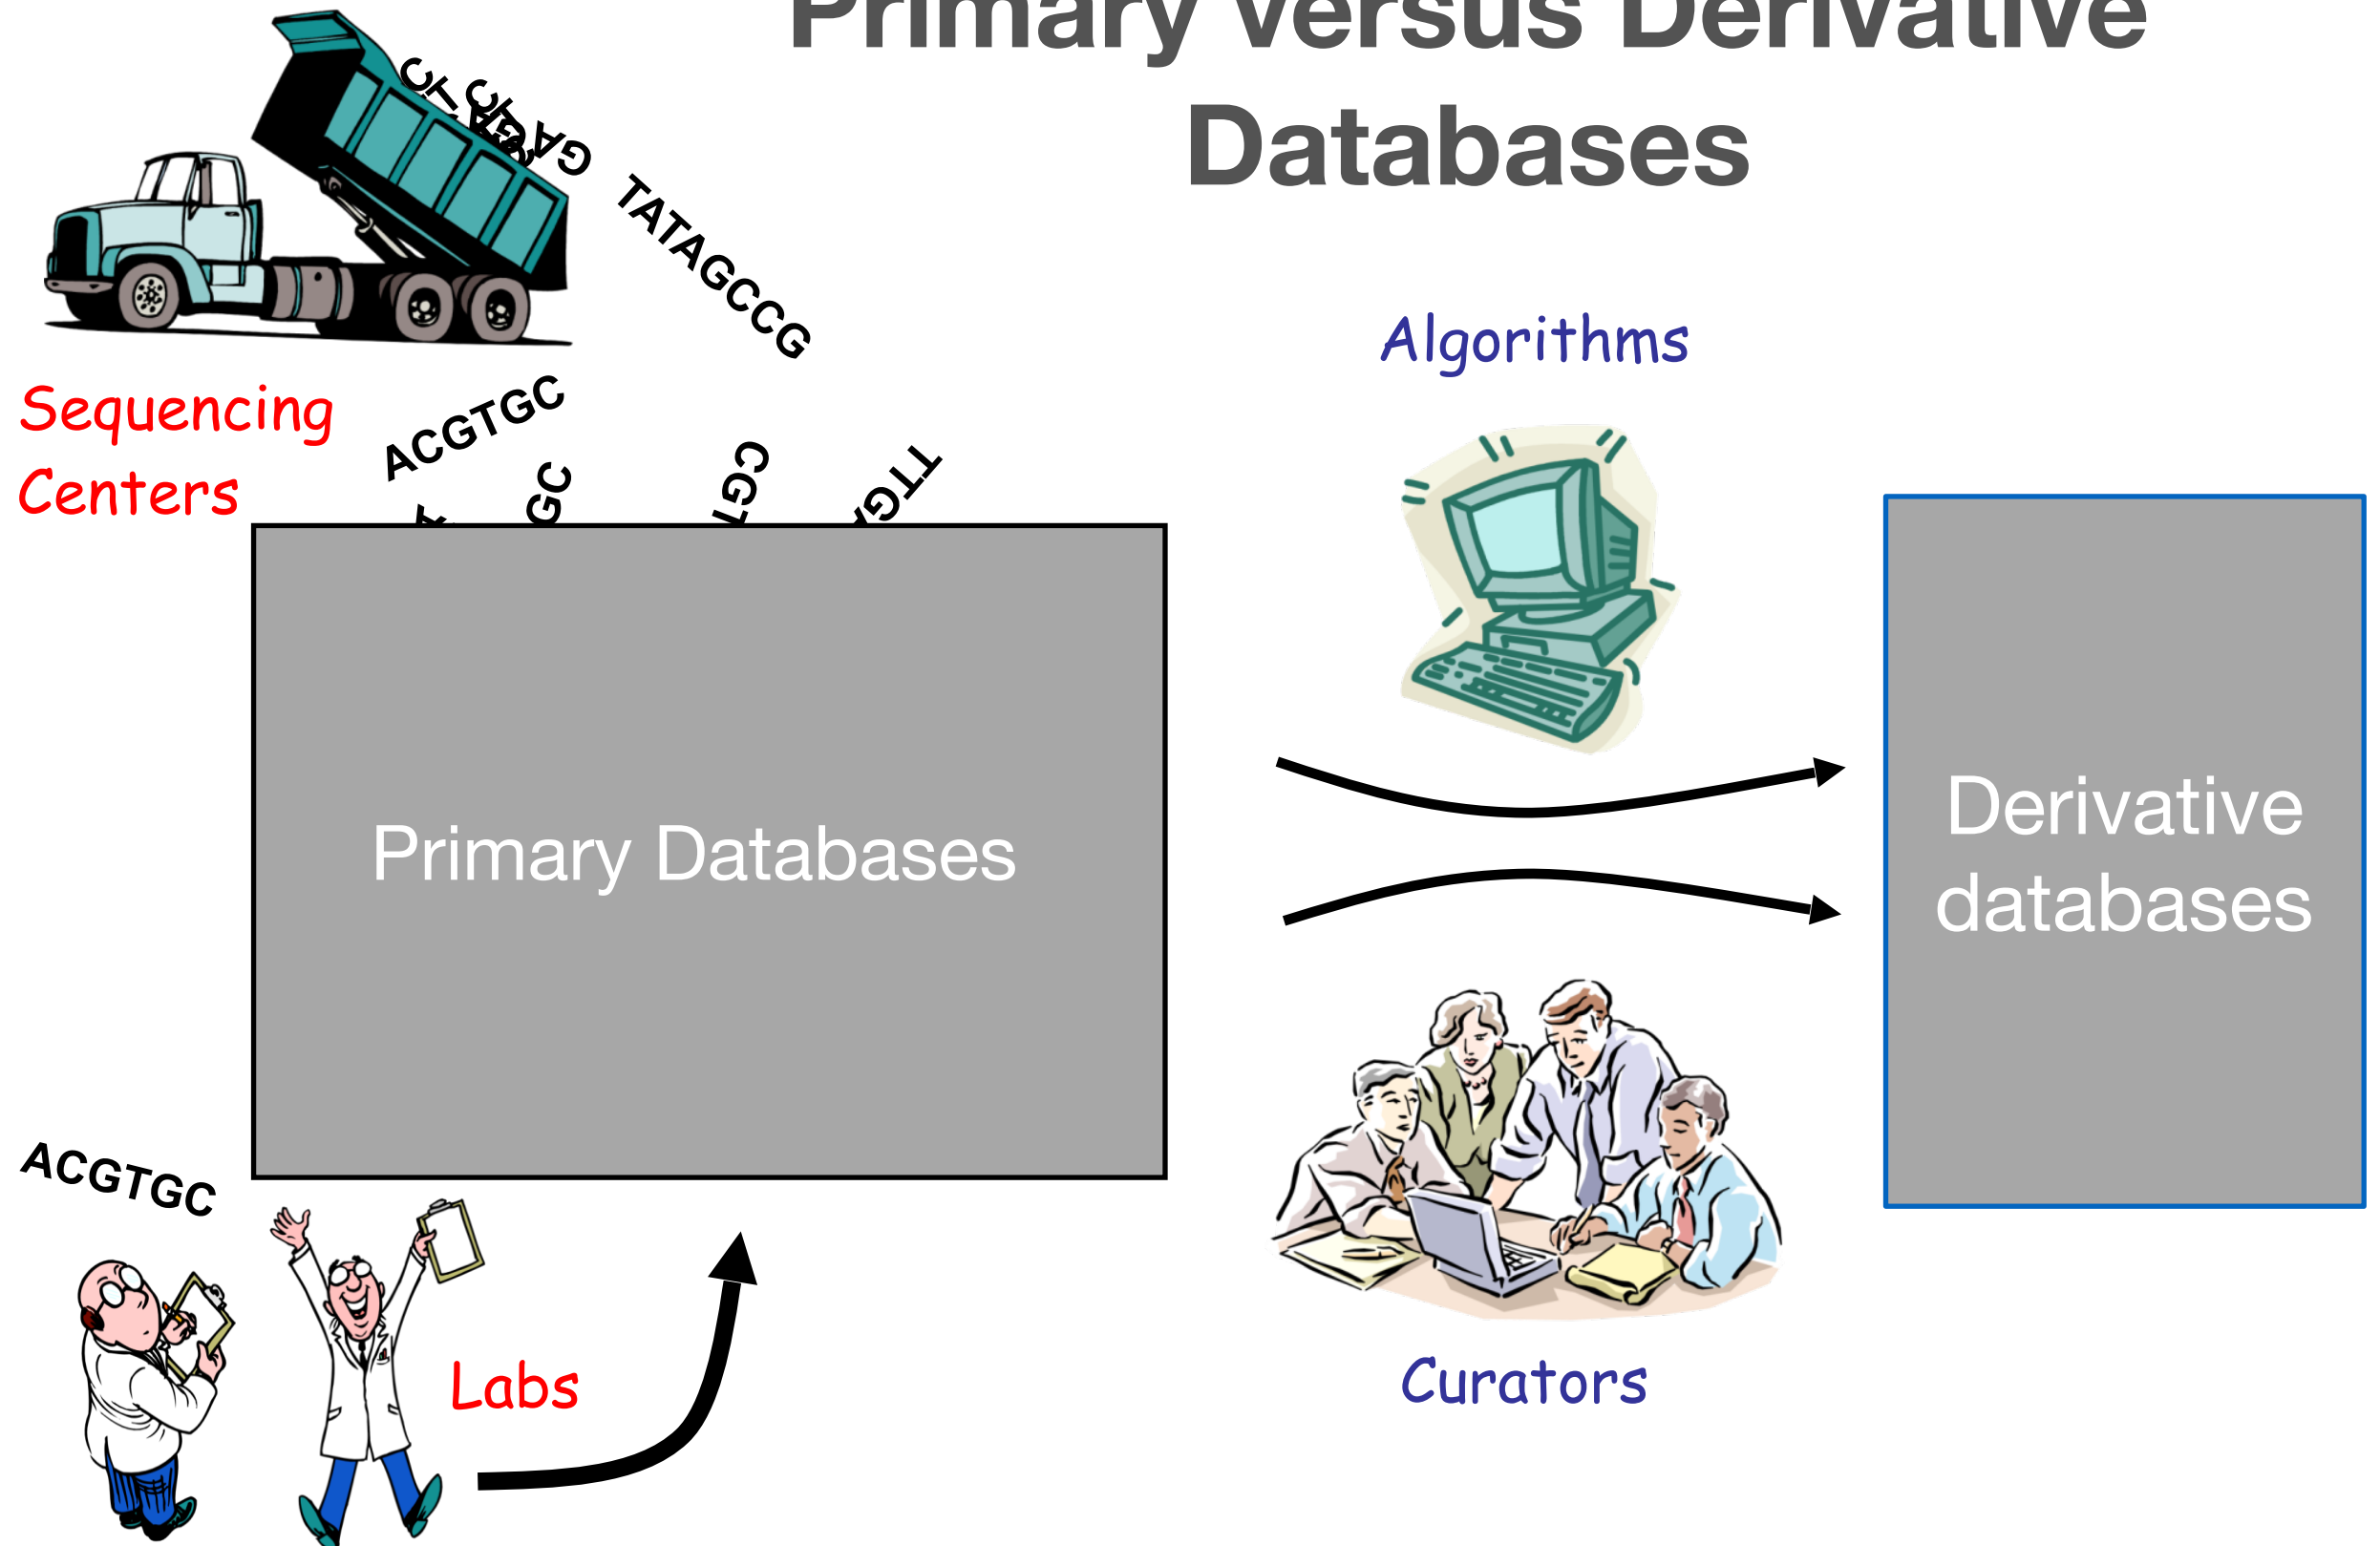 Primary Versus Derivative
Databases
TATAGCCG
Sequencing
Centers
ACGTGC
Algorithms
Primary Databases
Derivative
databases
ACGTGC
Labs
Curators